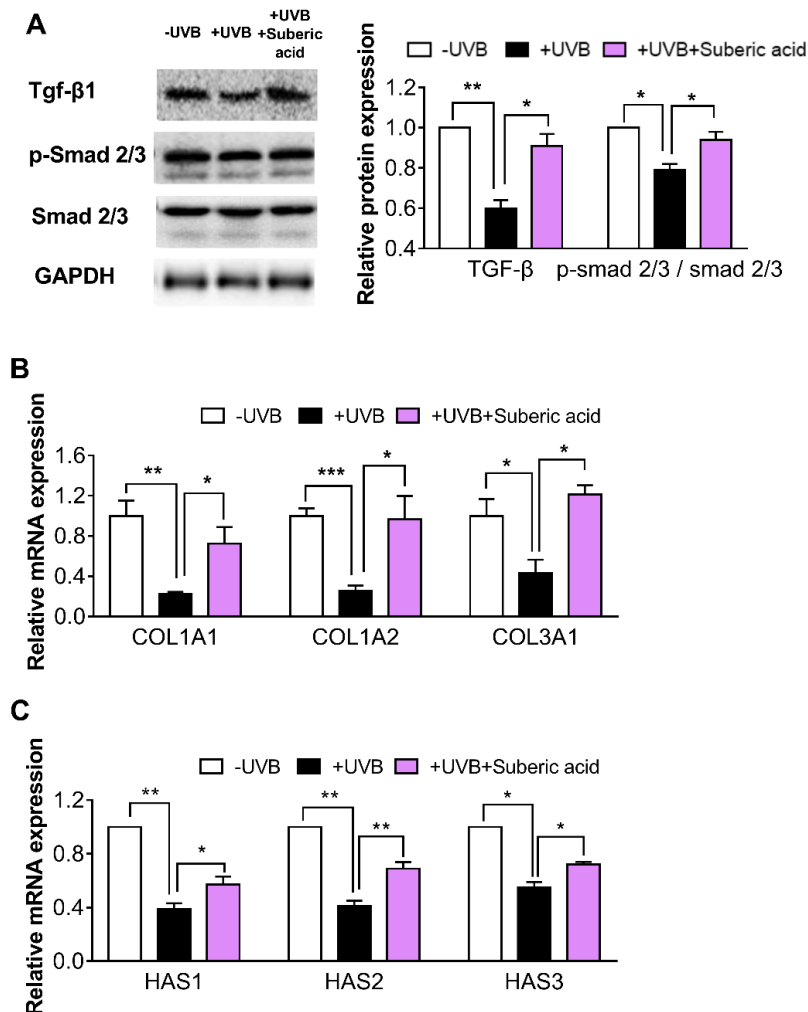 A
-UVB +UVB +UVB
+Suberic
acid
Tgf-β1
p-Smad 2/3
Smad 2/3
GAPDH
-UVB +UVB +UVB+Suberic acid
Relative protein expression
1.2
1.0
0.8
0.6
0.4
** * * *
TGF-β p-smad 2/3 / smad 2/3
B
-UVB +UVB +UVB+Suberic acid
Relative mRNA expression
1.6
1.2
0.8
0.4
0.0
** * *** * * *
COL1A1 COL1A2 COL3A1
C
-UVB +UVB +UVB+Suberic acid
Relative mRNA expression
1.2
0.8
0.4
0.0
** * ** ** * *
HAS1 HAS2 HAS3